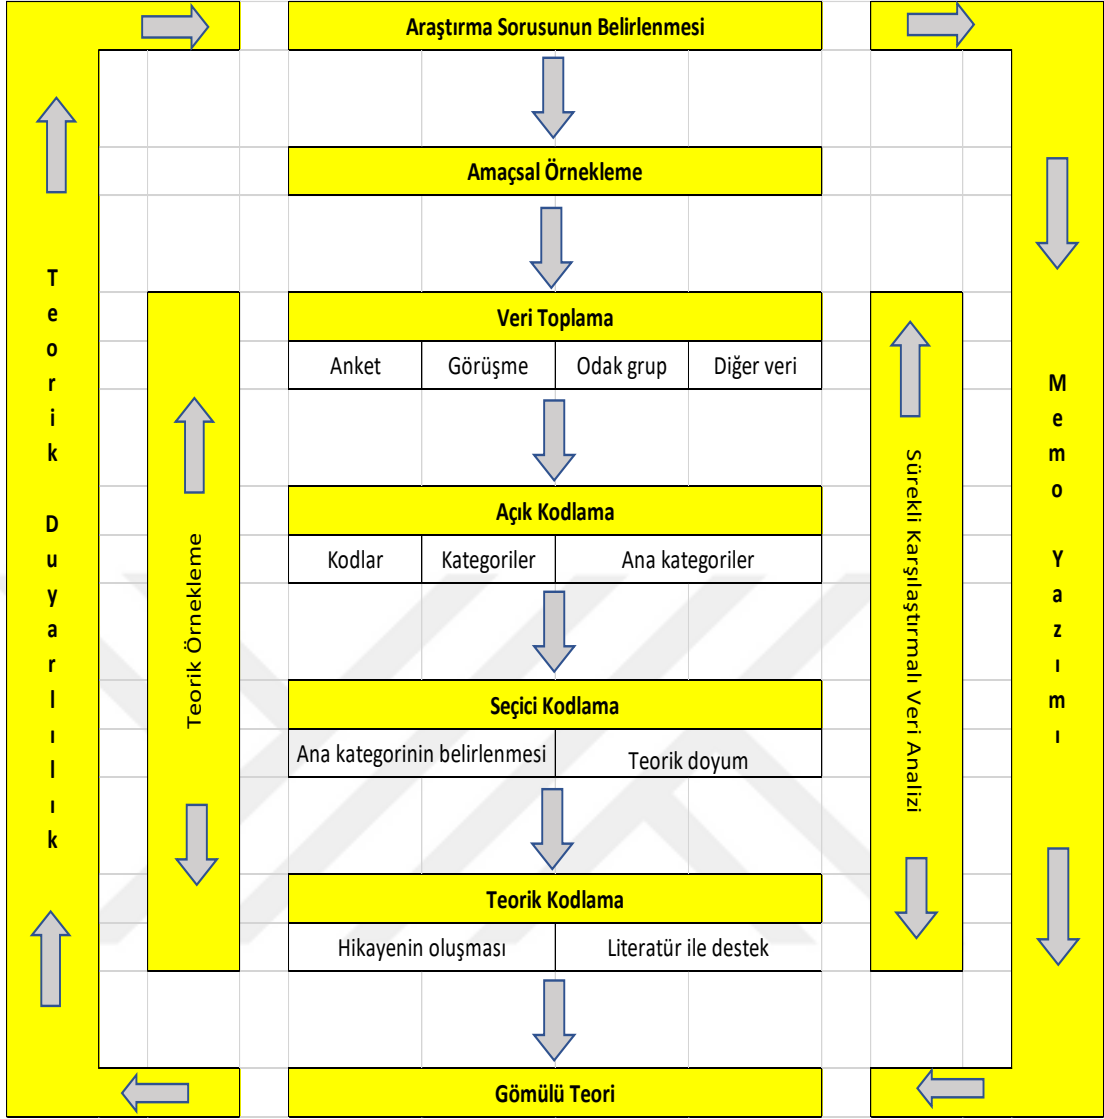 Araştırma Sorusunun Belirlenmesi
Amaçsal Örnekleme
Veri Toplama
Anket Görüşme Odak grup Diğer veri
Açık Kodlama
Kodlar Kategoriler Ana kategoriler
Seçici Kodlama
Ana kategorinin belirlenmesi Teorik doyum
Teorik Kodlama
Hikayenin oluşması Literatür ile destek
Gömülü Teori
Teorik Duyarlılık
Teorik Örnekleme
Sürekli Karşılaştırmalı Veri Analizi
Memo Yazımı